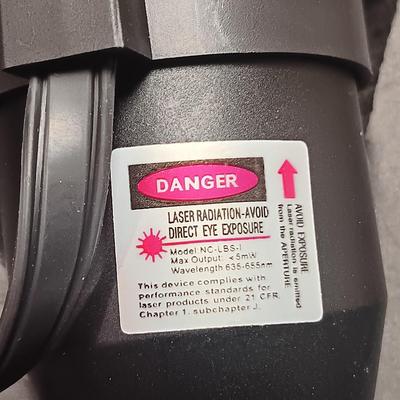 DANGER
LASER RADIATION-AVOID
DIRECT EYE EXPOSURE
Model: NC-LBS-1
Max Output: <5mW
Wavelength 635-655nm
This device complies with
performance standards for
laser products under 21 CFR,
Chapter 1, subchapter J.
AVOID EXPOSURE
Laser radiation is emitted
from the APERTURE